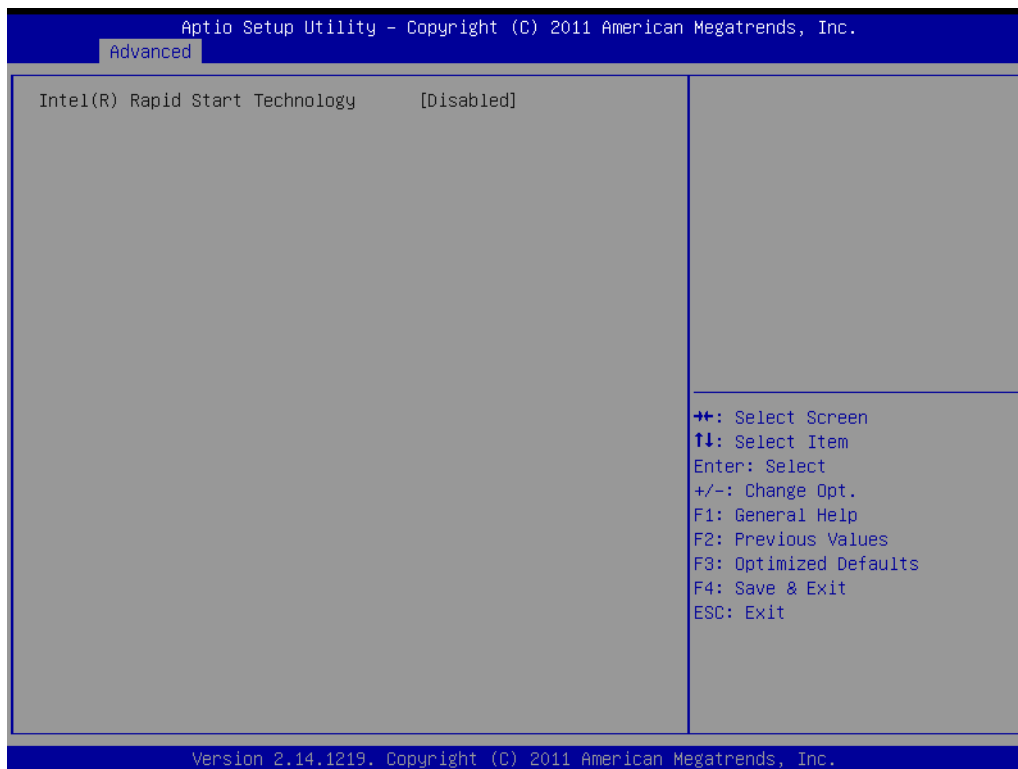 Aptio Setup Utility – Copyright (C) 2011 American Megatrends, Inc.
Advanced
Intel(R) Rapid Start Technology [Disabled]
→←: Select Screen
↑↓: Select Item
Enter: Select
+/-: Change Opt.
F1: General Help
F2: Previous Values
F3: Optimized Defaults
F4: Save & Exit
ESC: Exit
Version 2.14.1219. Copyright (C) 2011 American Megatrends, Inc.